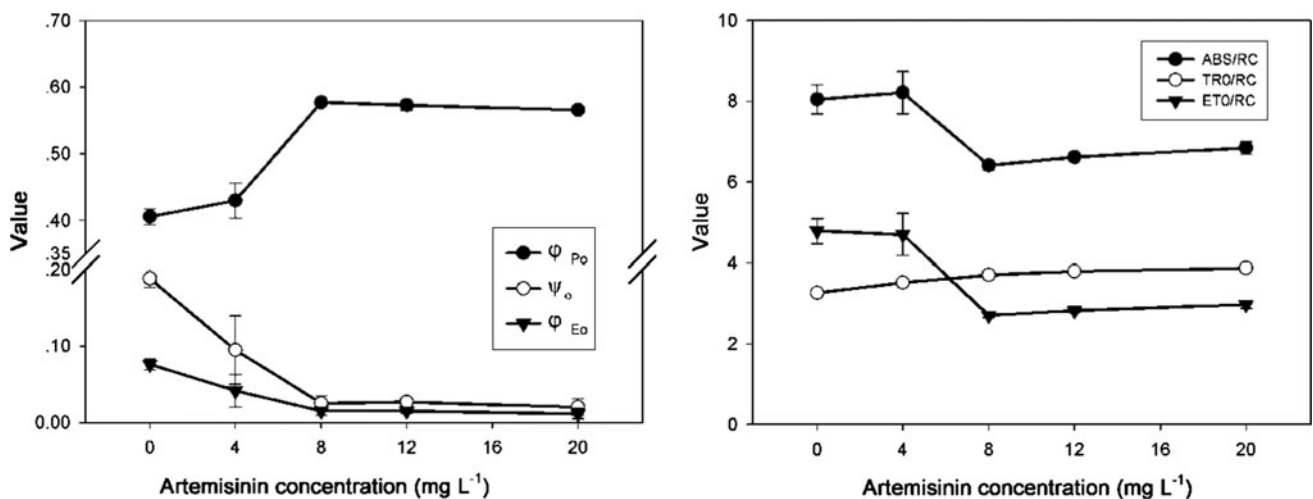 .70
.60
.50
.40
.35
.20
.10
0.00
Value
φ Po
ψ o
φ Eo
0 4 8 12 16 20
Artemisinin concentration (mg L⁻¹)
10
8
6
4
2
0
Value
ABS/RC
TR0/RC
ET0/RC
0 4 8 12 16 20
Artemisinin concentration (mg L⁻¹)